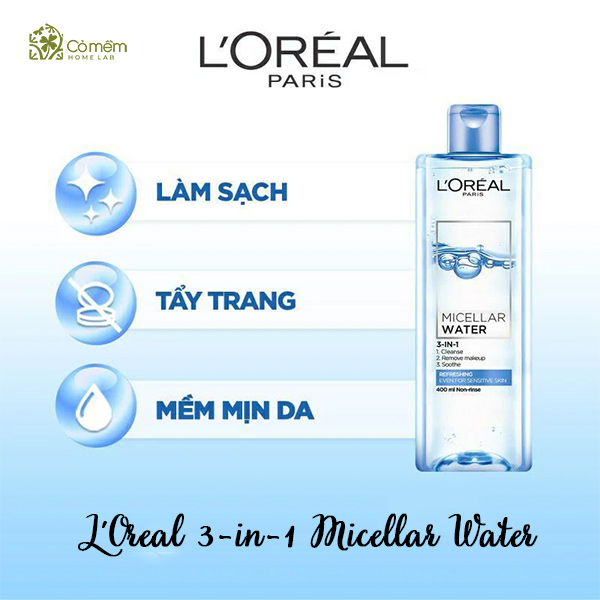 Cỏ mềm
HOME LAB
L'ORÉAL
PARiS
LÀM SẠCH
TẨY TRANG
MỀM MỊN DA
L'ORÉAL
PARIS
MICELLAR
WATER
3-IN-1
1. Cleanse
2. Remove makeup
3. Soothe
REFRESHING
EVEN FOR SENSITIVE SKIN
400 ml Non-rinse
L'Oreal 3-in-1 Micellar Water